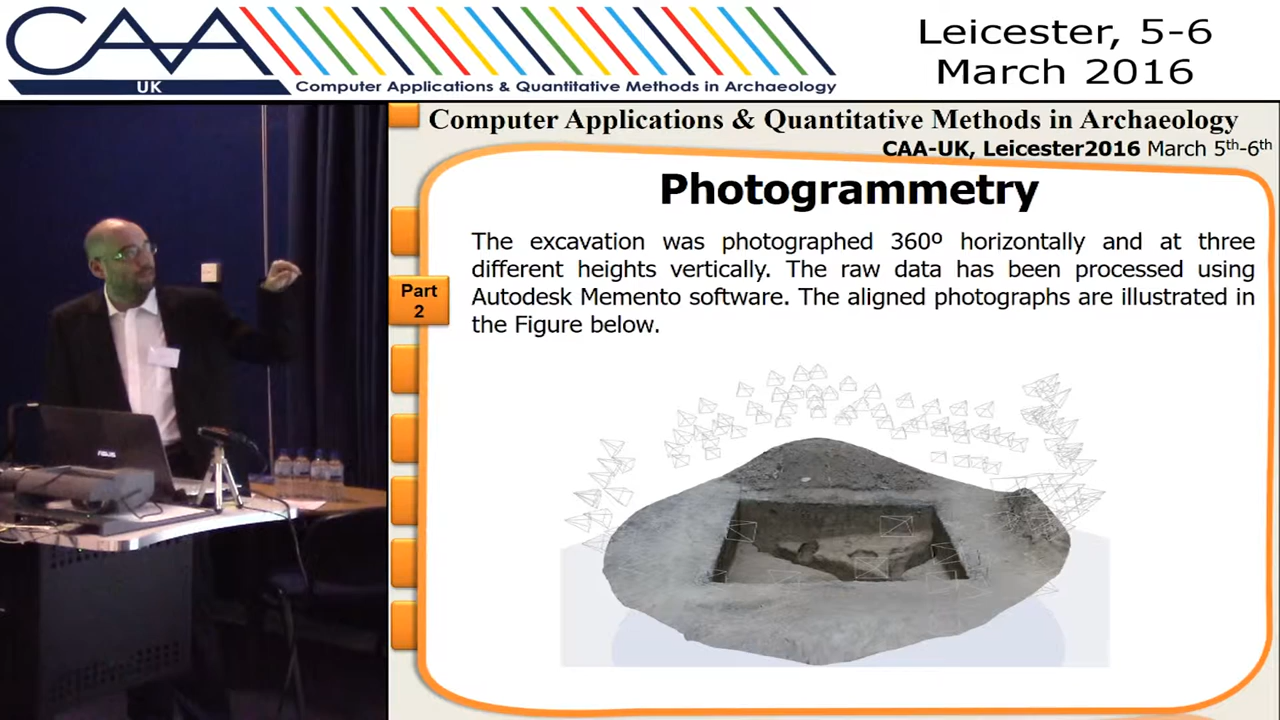 CAA
UK
Computer Applications & Quantitative Methods in Archaeology
Leicester, 5-6
March 2016
Computer Applications & Quantitative Methods in Archaeology
CAA-UK, Leicester2016 March 5th-6th
Photogrammetry
The excavation was photographed 360º horizontally and at three
different heights vertically. The raw data has been processed using
Autodesk Memento software. The aligned photographs are illustrated in
the Figure below.
Part
2
ASUS